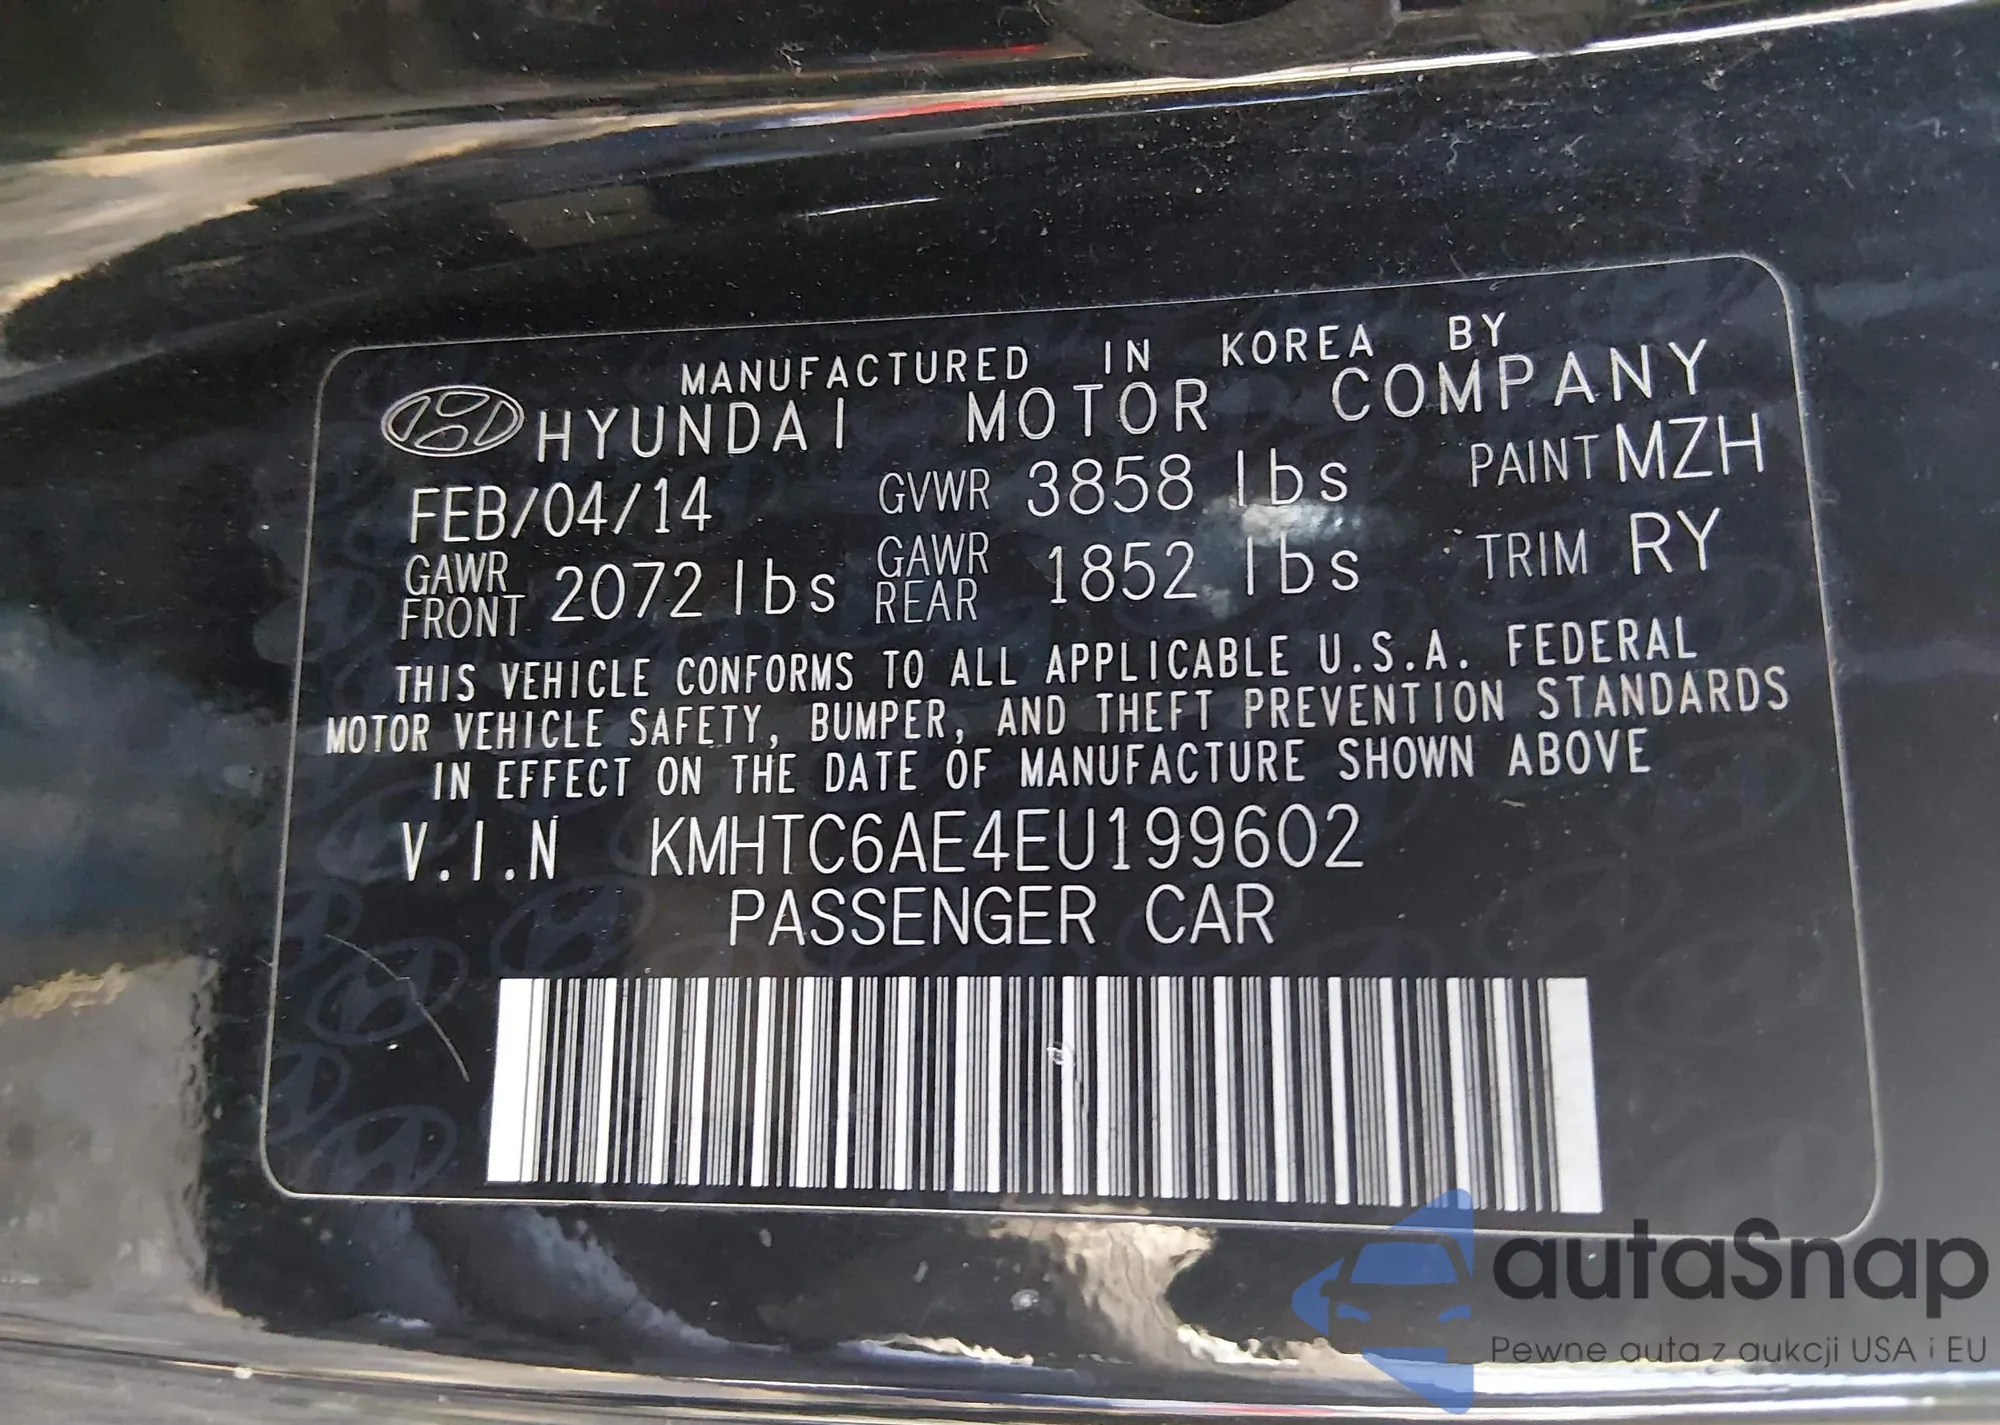 MANUFACTURED IN KOREA BY
HYUNDAI MOTOR COMPANY
FEB/04/14 GVWR 3858 lbs PAINT MZH
GAWR FRONT 2072 lbs GAWR REAR 1852 lbs TRIM RY
THIS VEHICLE CONFORMS TO ALL APPLICABLE U.S.A. FEDERAL
MOTOR VEHICLE SAFETY, BUMPER, AND THEFT PREVENTION STANDARDS
IN EFFECT ON THE DATE OF MANUFACTURE SHOWN ABOVE
V.I.N KMHTC6AE4EU199602
PASSENGER CAR
autaSnap
Pewne auta z aukcji USA i EU